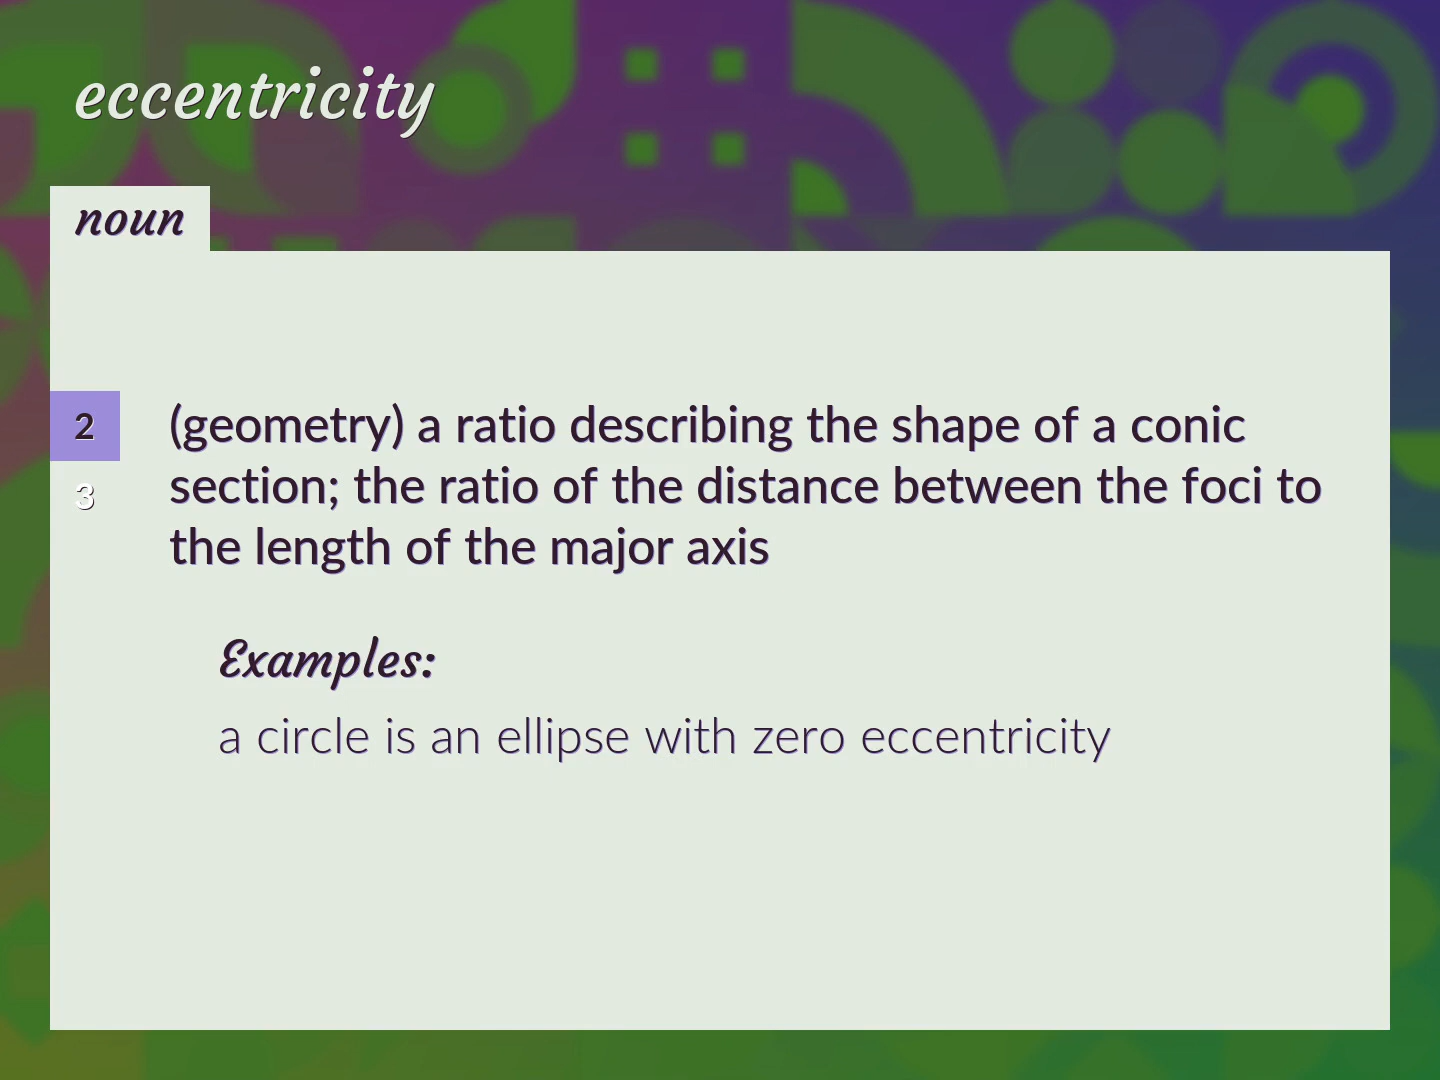 eccentricity
noun
2
(geometry) a ratio describing the shape of a conic
section; the ratio of the distance between the foci to
the length of the major axis
3
Examples:
a circle is an ellipse with zero eccentricity